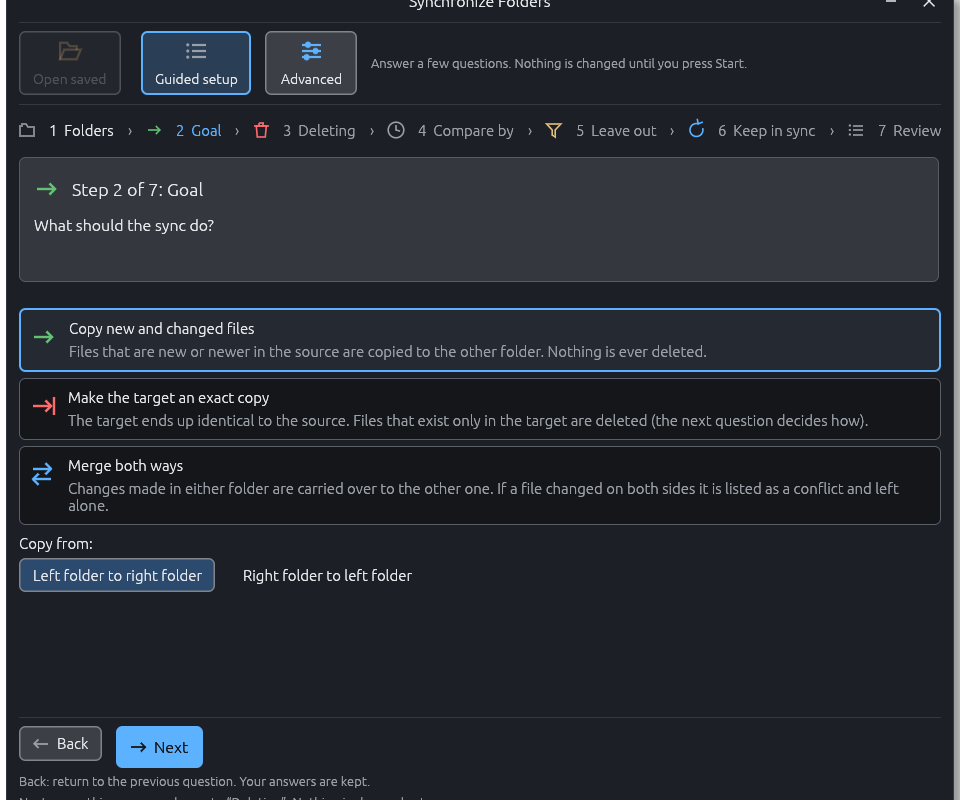 Synchronize Folders
Open saved
Guided setup
Advanced
Answer a few questions. Nothing is changed until you press Start.
1 Folders › 2 Goal › 3 Deleting › 4 Compare by › 5 Leave out › 6 Keep in sync › 7 Review
Step 2 of 7: Goal
What should the sync do?
Copy new and changed files
Files that are new or newer in the source are copied to the other folder. Nothing is ever deleted.
Make the target an exact copy
The target ends up identical to the source. Files that exist only in the target are deleted (the next question decides how).
Merge both ways
Changes made in either folder are carried over to the other one. If a file changed on both sides it is listed as a conflict and left
alone.
Copy from:
Left folder to right folder
Right folder to left folder
Back
Next
Back: return to the previous question. Your answers are kept.